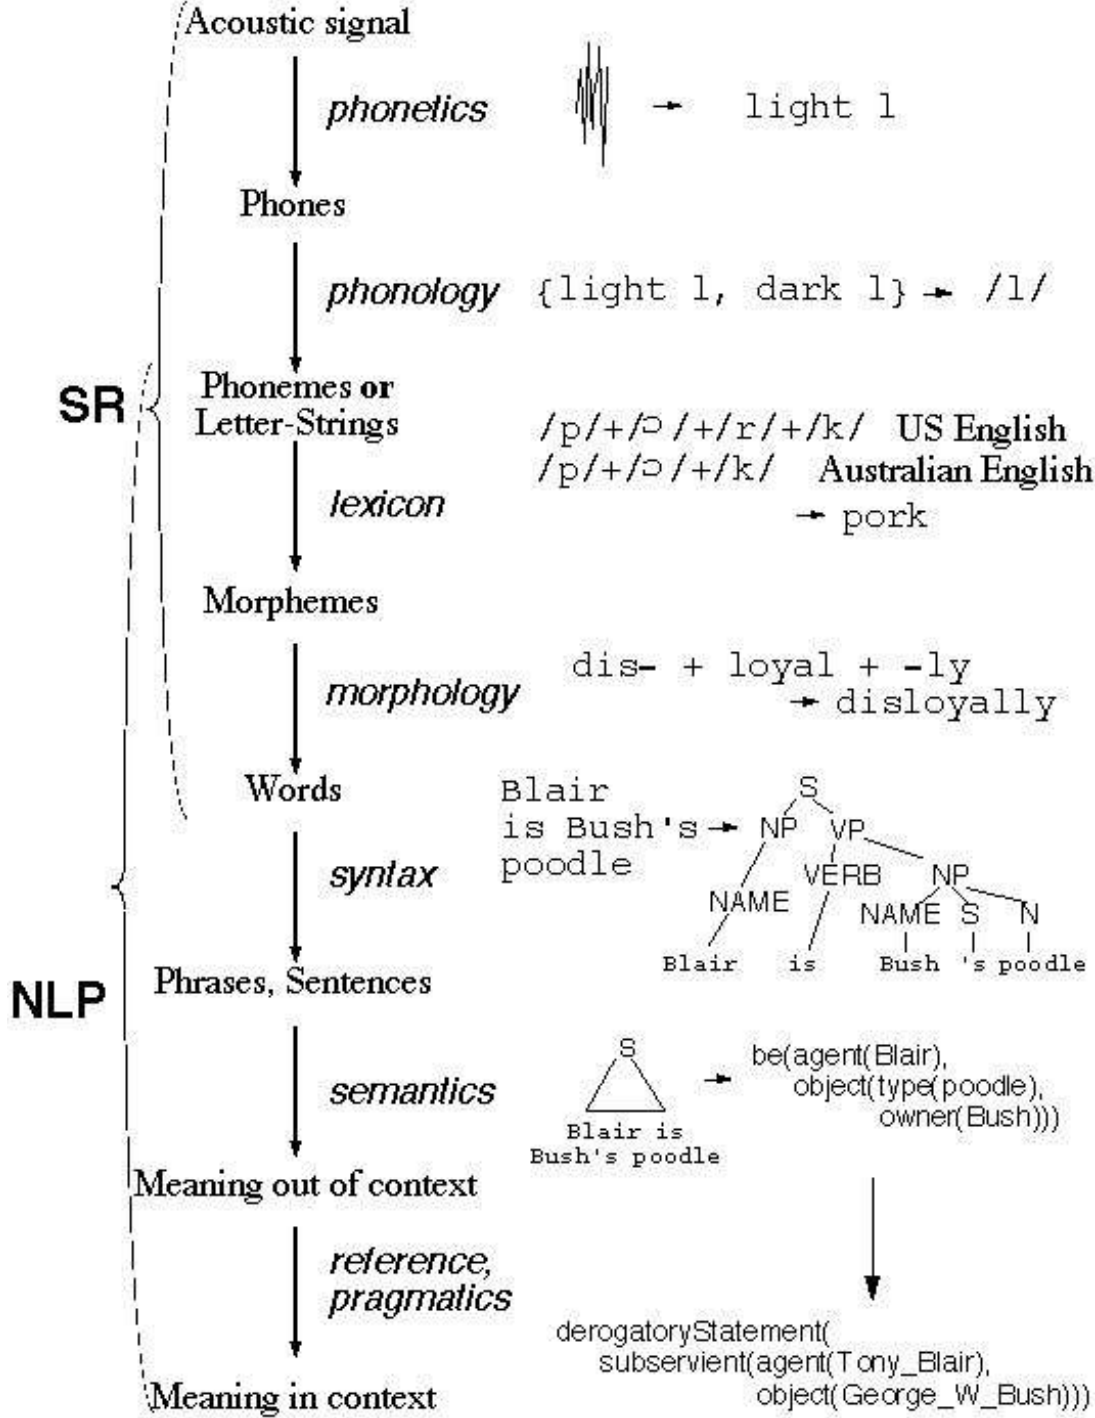 Acoustic signal
phonetics
→ light l
Phones
phonology
{light l, dark l} → /l/
SR
Phonemes or
Letter-Strings
/p/+/ɔ/+/r/+/k/ US English
/p/+/ɔ/+/k/ Australian English
lexicon
→ pork
Morphemes
dis- + loyal + -ly
morphology
→ disloyally
Words
Blair
is Bush's →
poodle
S
NP VP
syntax
VERB NP
NAME NAME S N
Blair is Bush 's poodle
Phrases, Sentences
NLP
semantics
S
→ be(agent(Blair),
object(type(poodle),
owner(Bush)))
Blair is
Bush's poodle
Meaning out of context
reference,
pragmatics
derogatoryStatement(
subservient(agent(Tony_Blair),
object(George_W_Bush)))
Meaning in context